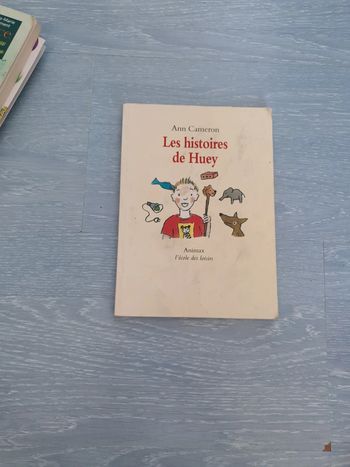 Ann Cameron
Les histoires
de Huey
Animax
l'école des loisirs